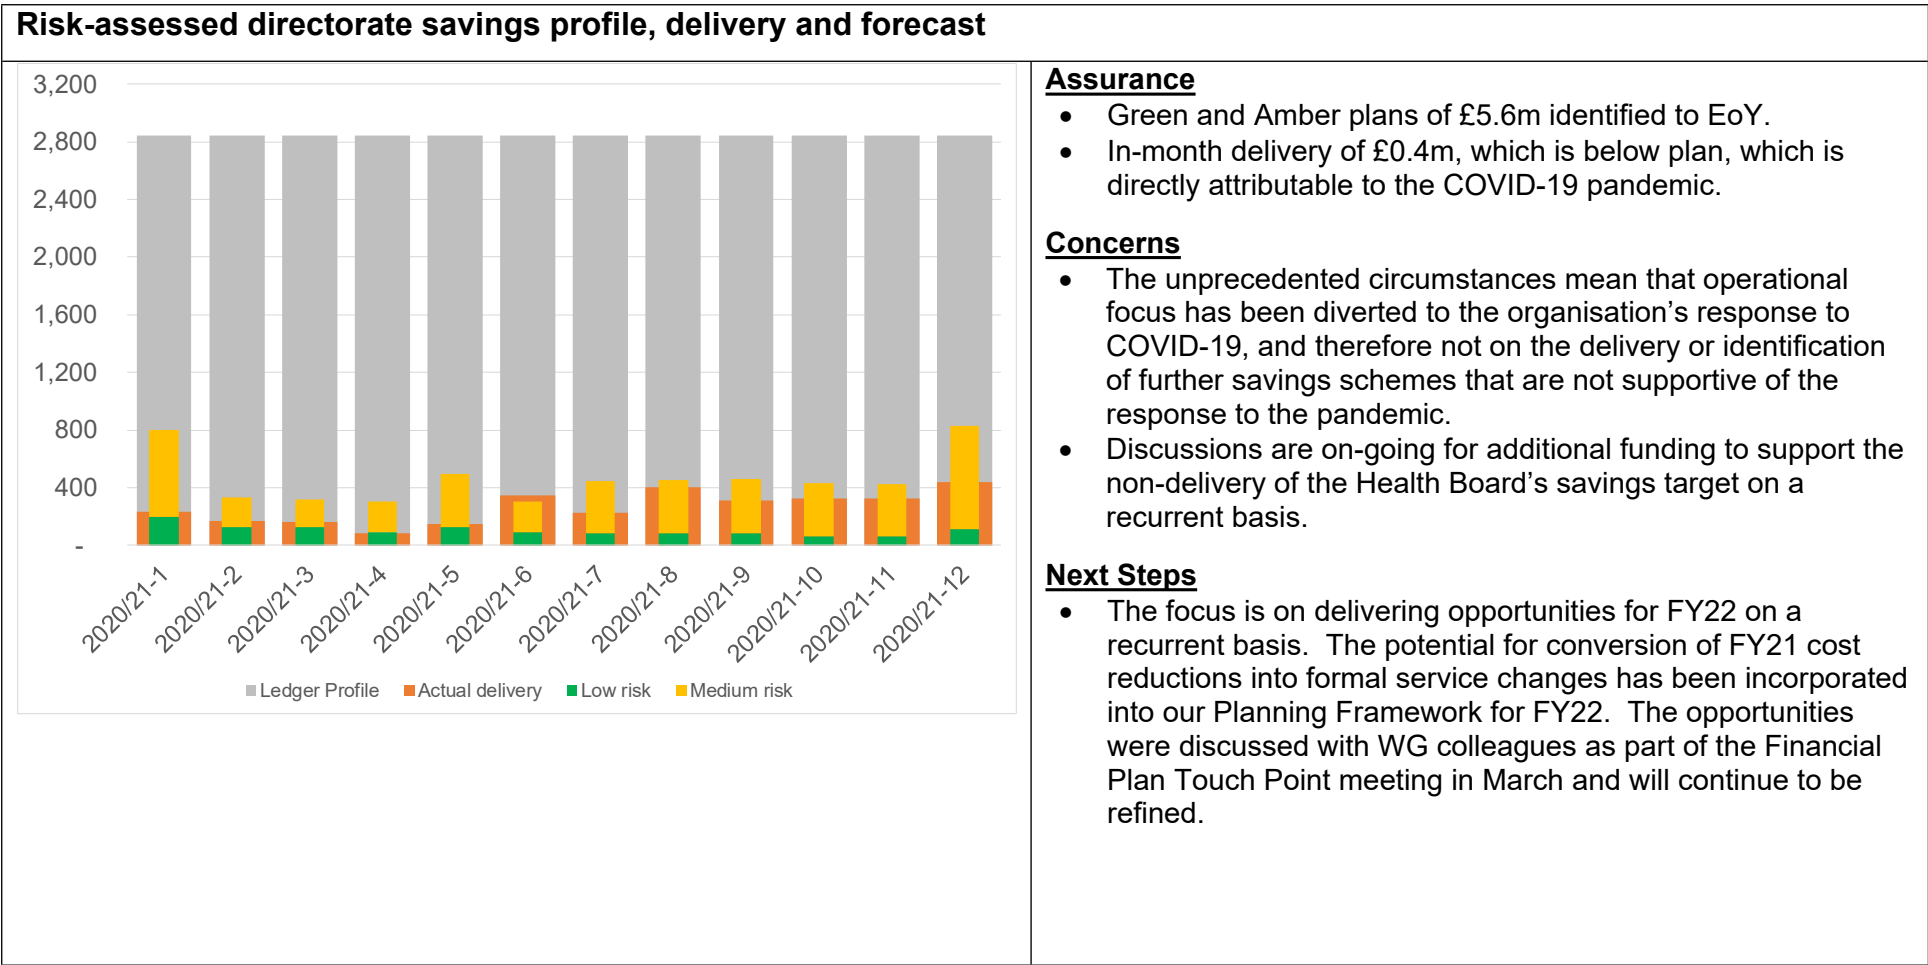 Risk-assessed directorate savings profile, delivery and forecast
3,200
2,800
2,400
2,000
1,600
1,200
800
400
-
2020/21-1
2020/21-2
2020/21-3
2020/21-4
2020/21-5
2020/21-6
2020/21-7
2020/21-8
2020/21-9
2020/21-10
2020/21-11
2020/21-12
Ledger Profile Actual delivery Low risk Medium risk
Assurance
• Green and Amber plans of £5.6m identified to EoY.
• In-month delivery of £0.4m, which is below plan, which is
directly attributable to the COVID-19 pandemic.
Concerns
• The unprecedented circumstances mean that operational
focus has been diverted to the organisation’s response to
COVID-19, and therefore not on the delivery or identification
of further savings schemes that are not supportive of the
response to the pandemic.
• Discussions are on-going for additional funding to support the
non-delivery of the Health Board’s savings target on a
recurrent basis.
Next Steps
• The focus is on delivering opportunities for FY22 on a
recurrent basis. The potential for conversion of FY21 cost
reductions into formal service changes has been incorporated
into our Planning Framework for FY22. The opportunities
were discussed with WG colleagues as part of the Financial
Plan Touch Point meeting in March and will continue to be
refined.